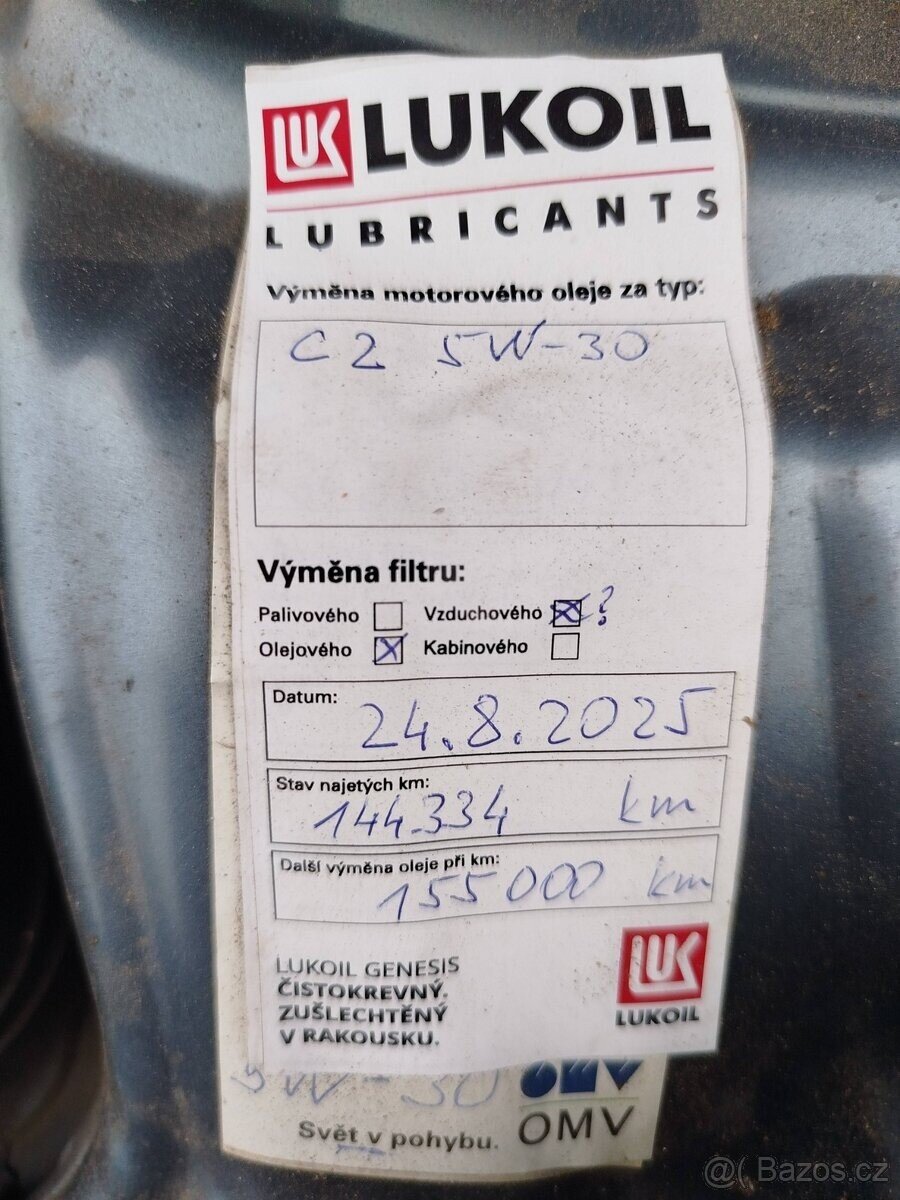 LUK LUKOIL
LUBRICANTS
Výměna motorového oleje za typ:
C2 5W-30
Výměna filtru:
Palivového Vzduchového ?
Olejového Kabinového
Datum:
24.8.2025
Stav najetých km:
144.334 km
Další výměna oleje při km:
155 000 km
LUKOIL GENESIS
ČISTOKREVNÝ.
ZUŠLECHTĚNÝ
V RAKOUSKU.
LUK
LUKOIL
5W-30 OMV
Svět v pohybu. OMV
@( Bazos.cz